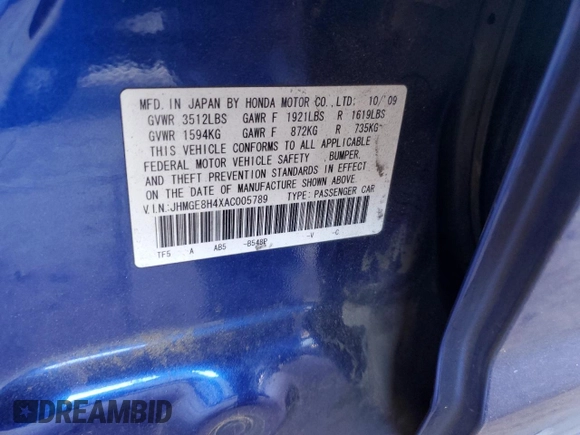 MFD. IN JAPAN BY HONDA MOTOR CO.,LTD: 10/'09
GVWR 3512LBS GAWR F 1921LBS R 1619LBS
GVWR 1594KG GAWR F 872KG R 735KG
THIS VEHICLE CONFORMS TO ALL APPLICABLE
FEDERAL MOTOR VEHICLE SAFETY ,BUMPER,
AND THEFT PREVENTION STANDARDS IN EFFECT
ON THE DATE OF MANUFACTURE SHOWN ABOVE.
V.I.N:JHMGE8H4XAC005789 TYPE: PASSENGER CAR
TF5 A AB5 -B548P -V -C
DREAMBID